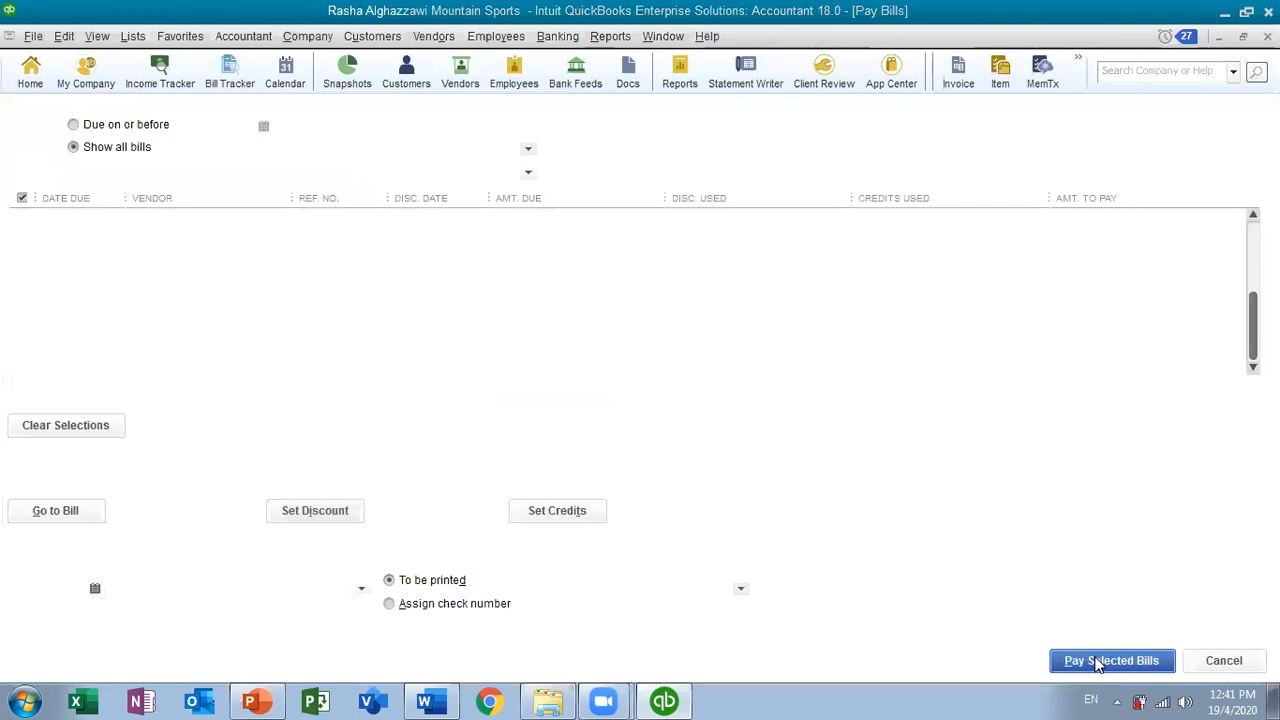 Rasha Alghazzawi Mountain Sports - Intuit QuickBooks Enterprise Solutions: Accountant 18.0 - [Pay Bills]
File Edit View Lists Favorites Accountant Company Customers Vendors Employees Banking Reports Window Help 27
Home My Company Income Tracker Bill Tracker Calendar Snapshots Customers Vendors Employees Bank Feeds Docs Reports Statement Writer Client Review App Center Invoice Item MemTx Search Company or Help
Due on or before
Show all bills
DATE DUE VENDOR REF. NO. DISC. DATE AMT. DUE DISC. USED CREDITS USED AMT. TO PAY
Clear Selections
Go to Bill Set Discount Set Credits
To be printed
Assign check number
Pay Selected Bills Cancel
EN 12:41 PM
19/4/2020